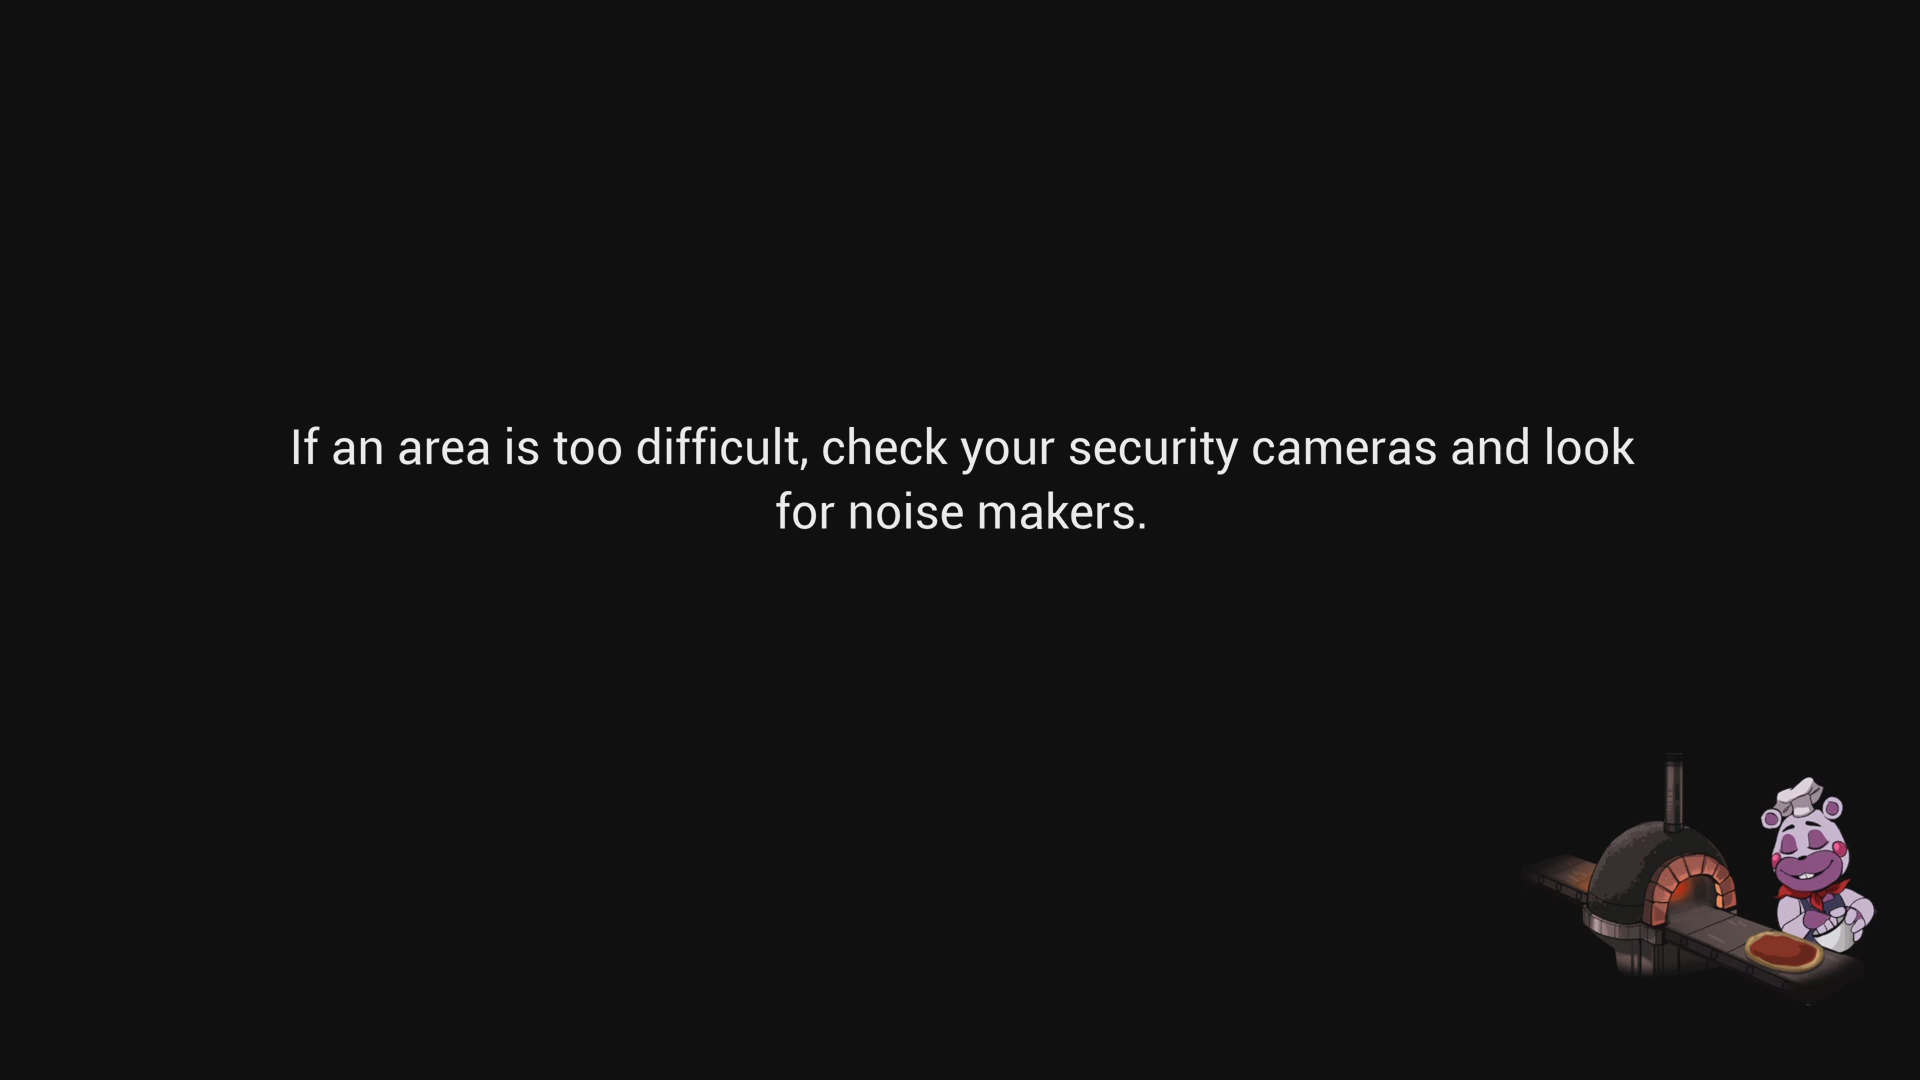 If an area is too difficult, check your security cameras and look
for noise makers.